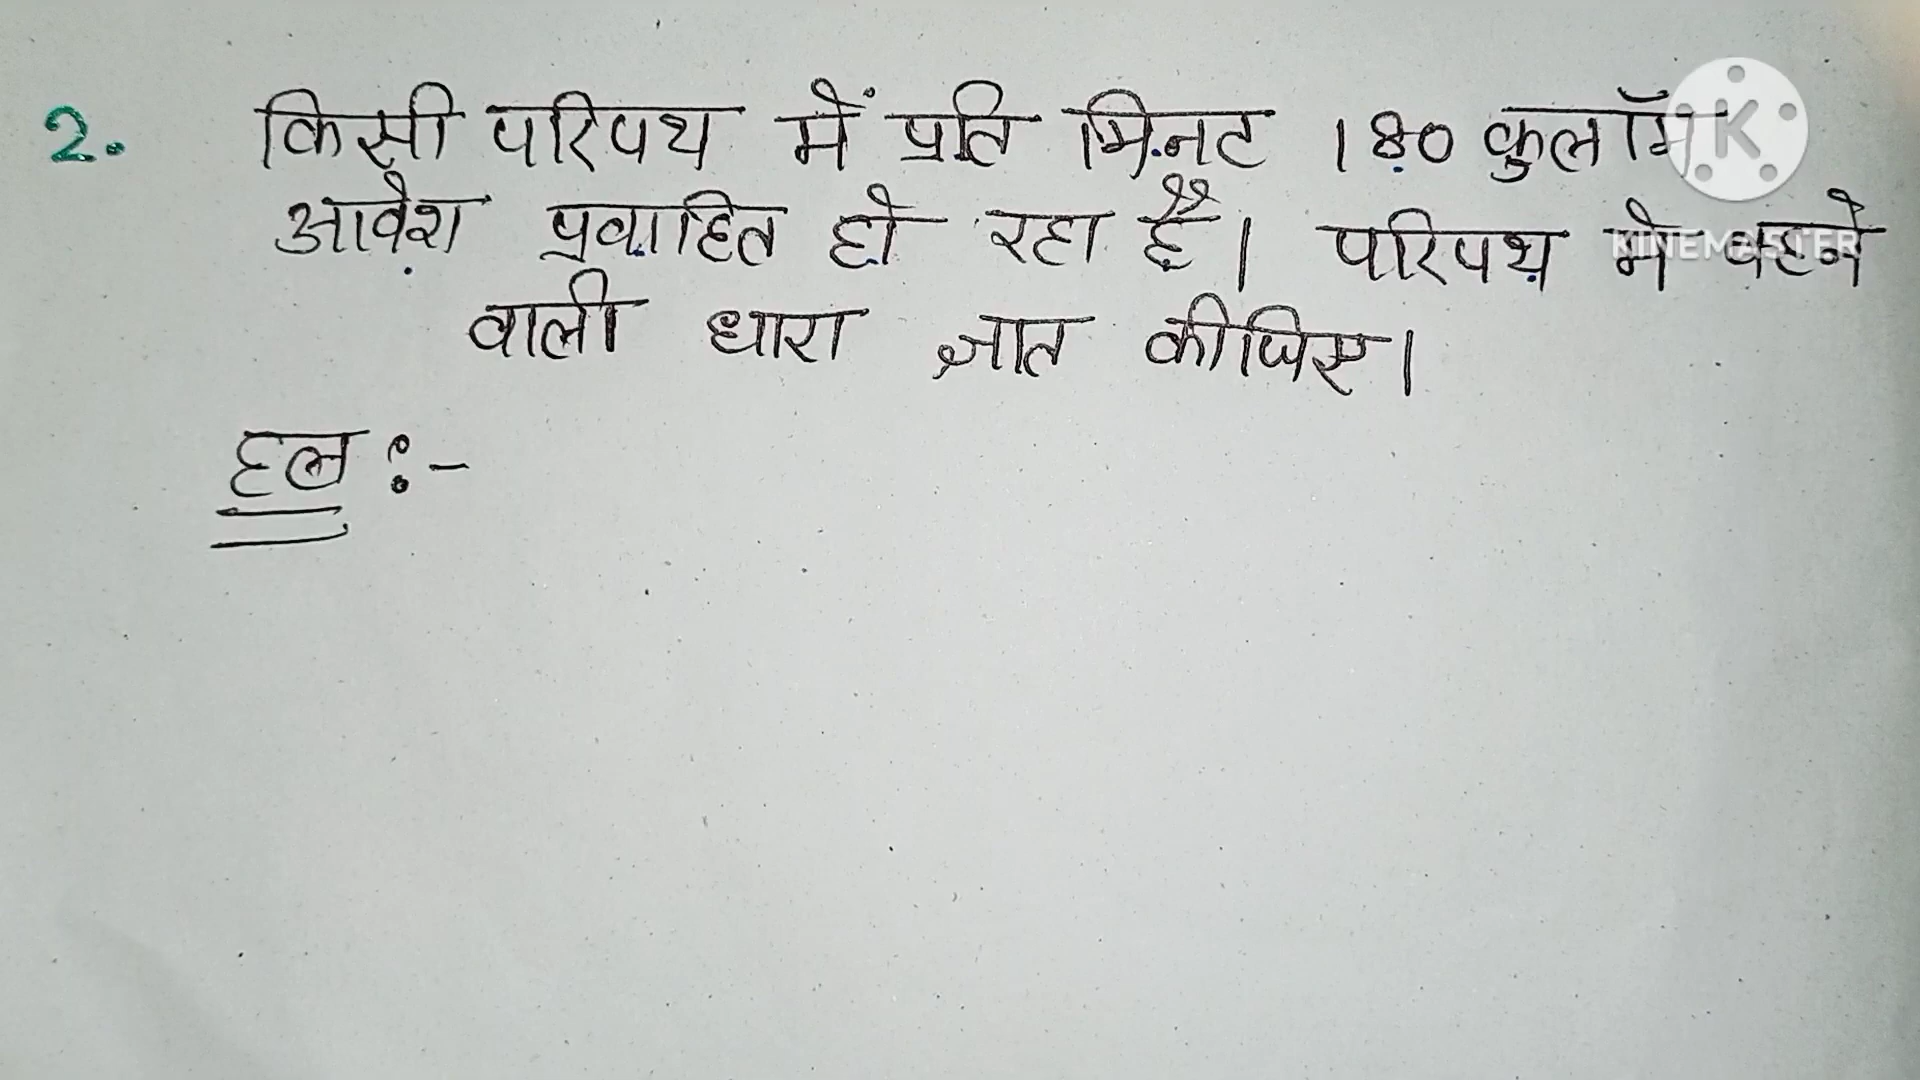 2. किसी परिपथ में प्रति मिनट 180 कुलॉम
आवेश प्रवाहित हो रहा है। परिपथ मे बहने
वाली धारा ज्ञात कीजिए।
हल :-
K
KINEMASTER